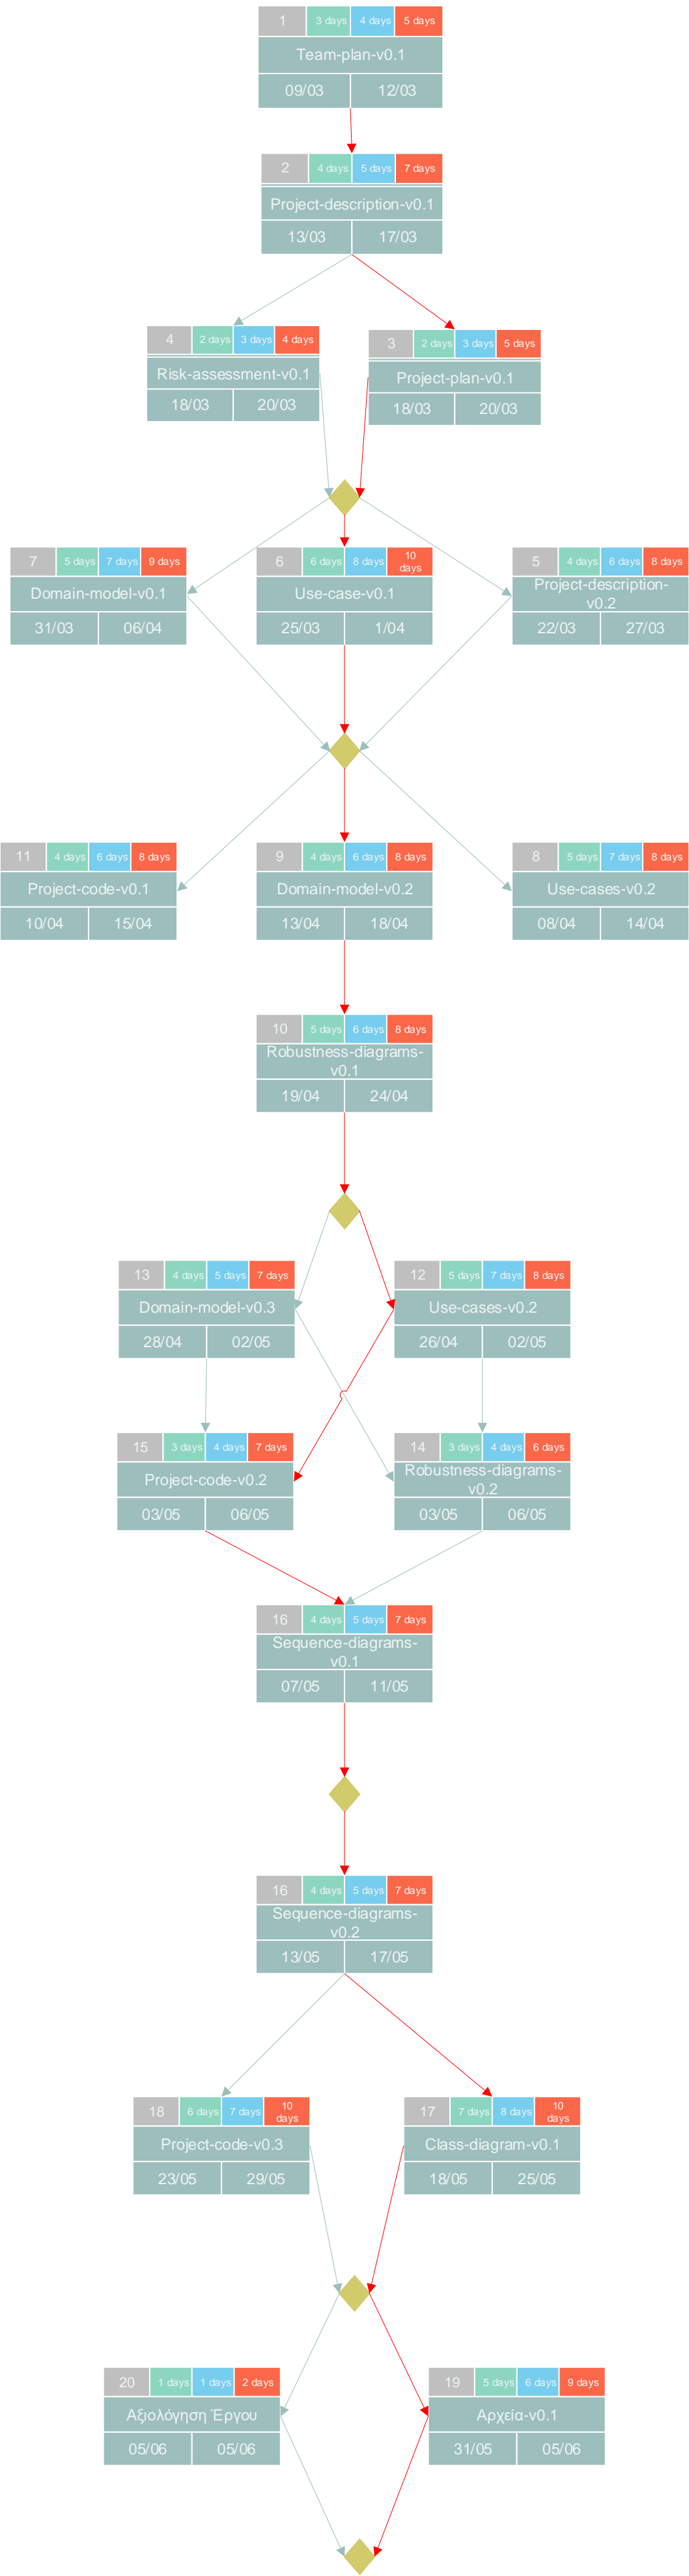 1 3 days 4 days 5 days
Team-plan-v0.1
09/03 12/03
2 4 days 5 days 7 days
Project-description-v0.1
13/03 17/03
4 2 days 3 days 4 days
Risk-assessment-v0.1
18/03 20/03
3 2 days 3 days 5 days
Project-plan-v0.1
18/03 20/03
7 5 days 7 days 9 days
Domain-model-v0.1
31/03 06/04
6 6 days 8 days 10
days
Use-case-v0.1
25/03 1/04
5 4 days 6 days 8 days
Project-description-
v0.2
22/03 27/03
11 4 days 6 days 8 days
Project-code-v0.1
10/04 15/04
9 4 days 6 days 8 days
Domain-model-v0.2
13/04 18/04
8 5 days 7 days 8 days
Use-cases-v0.2
08/04 14/04
10 5 days 6 days 8 days
Robustness-diagrams-
v0.1
19/04 24/04
13 4 days 5 days 7 days
Domain-model-v0.3
28/04 02/05
12 5 days 7 days 8 days
Use-cases-v0.2
26/04 02/05
15 3 days 4 days 7 days
Project-code-v0.2
03/05 06/05
14 3 days 4 days 6 days
Robustness-diagrams-
v0.2
03/05 06/05
16 4 days 5 days 7 days
Sequence-diagrams-
v0.1
07/05 11/05
16 4 days 5 days 7 days
Sequence-diagrams-
v0.2
13/05 17/05
18 6 days 7 days 10
days
Project-code-v0.3
23/05 29/05
17 7 days 8 days 10
days
Class-diagram-v0.1
18/05 25/05
20 1 days 1 days 2 days
Αξιολόγηση Έργου
05/06 05/06
19 5 days 6 days 9 days
Αρχεία-v0.1
31/05 05/06